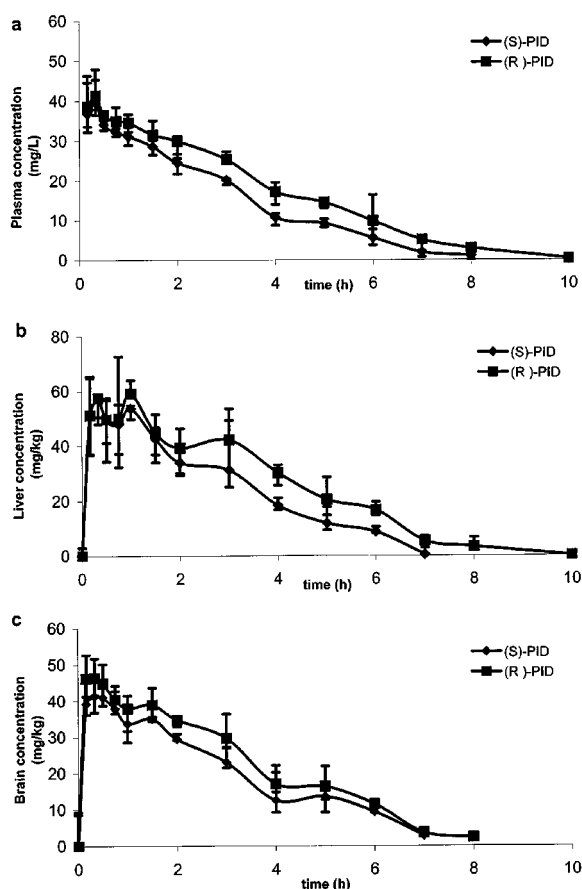 a
60
50
40
30
20
10
0
Plasma concentration
(mg/L)
(S)-PID
(R )-PID
0 2 4 6 8 10
time (h)
b
80
60
40
20
0
Liver concentration
(mg/kg)
(S)-PID
(R )-PID
0 2 4 6 8 10
time (h)
c
60
50
40
30
20
10
0
Brain concentration
(mg/kg)
(S)-PID
(R )-PID
0 2 4 6 8 10
time (h)